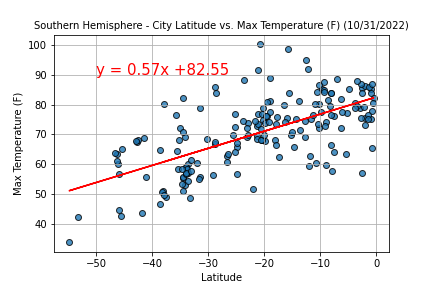 Southern Hemisphere - City Latitude vs. Max Temperature (F) (10/31/2022)
100
90
80
70
60
50
40
Max Temperature (F)
y = 0.57x +82.55
−50 −40 −30 −20 −10 0
Latitude